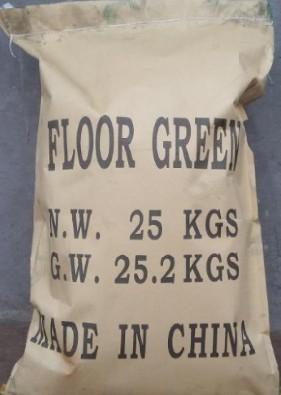 FLOOR GREEN
N.W. 25 KGS
G.W. 25.2 KGS
MADE IN CHINA